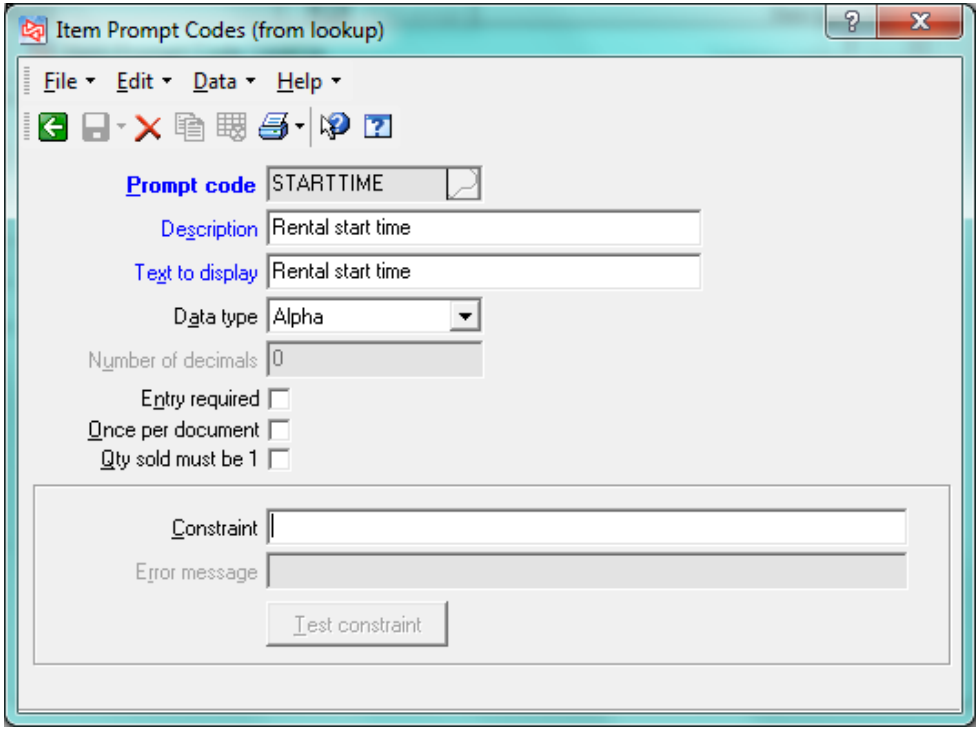 Item Prompt Codes (from lookup)
File Edit Data Help
Prompt code STARTTIME
Description Rental start time
Text to display Rental start time
Data type Alpha
Number of decimals 0
Entry required
Once per document
Qty sold must be 1
Constraint
Error message
Test constraint